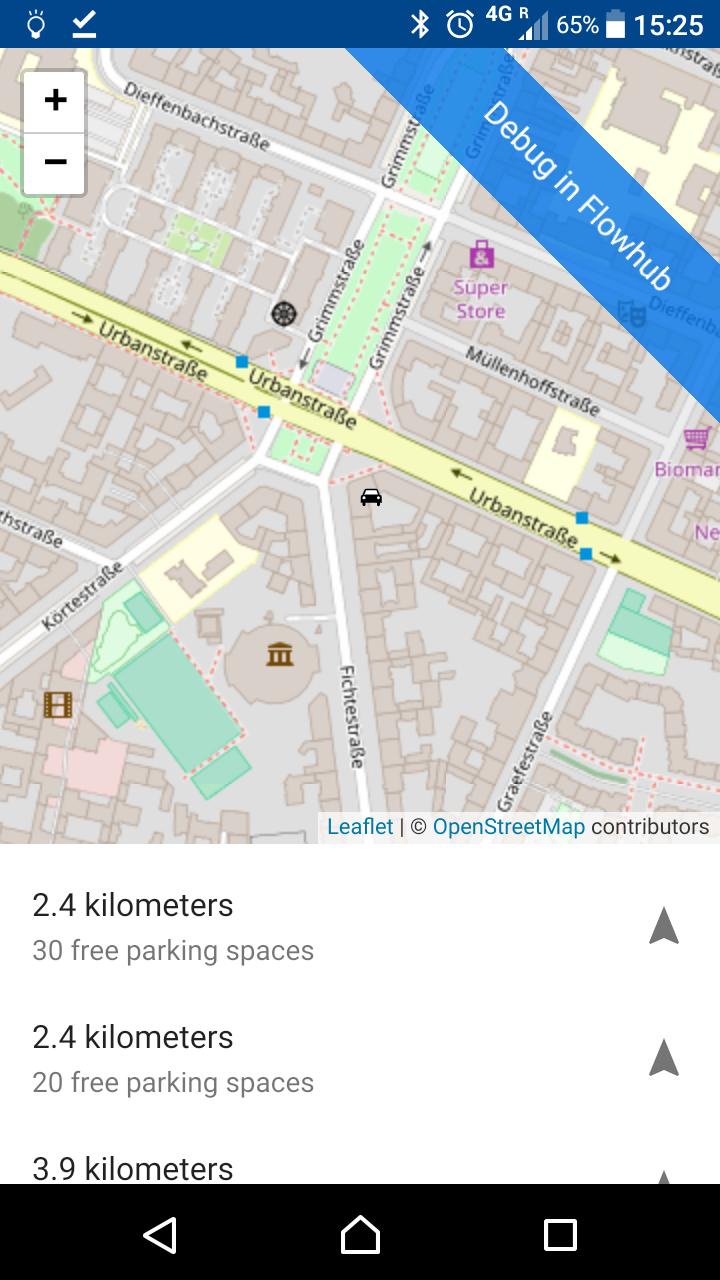 4G R 65% 15:25
+
−
Dieffenbachstraße
Grimmstraße
Debug in Flowhub
Grimmstraße
Grimmstraße
Süper
Store
Dieffenb
Urbanstraße
Urbanstraße
Müllenhoffstraße
Biomar
Urbanstraße
Ne
thstraße
Körtestraße
Fichtestraße
Graefestraße
Leaflet | © OpenStreetMap contributors
2.4 kilometers
30 free parking spaces
2.4 kilometers
20 free parking spaces
3.9 kilometers